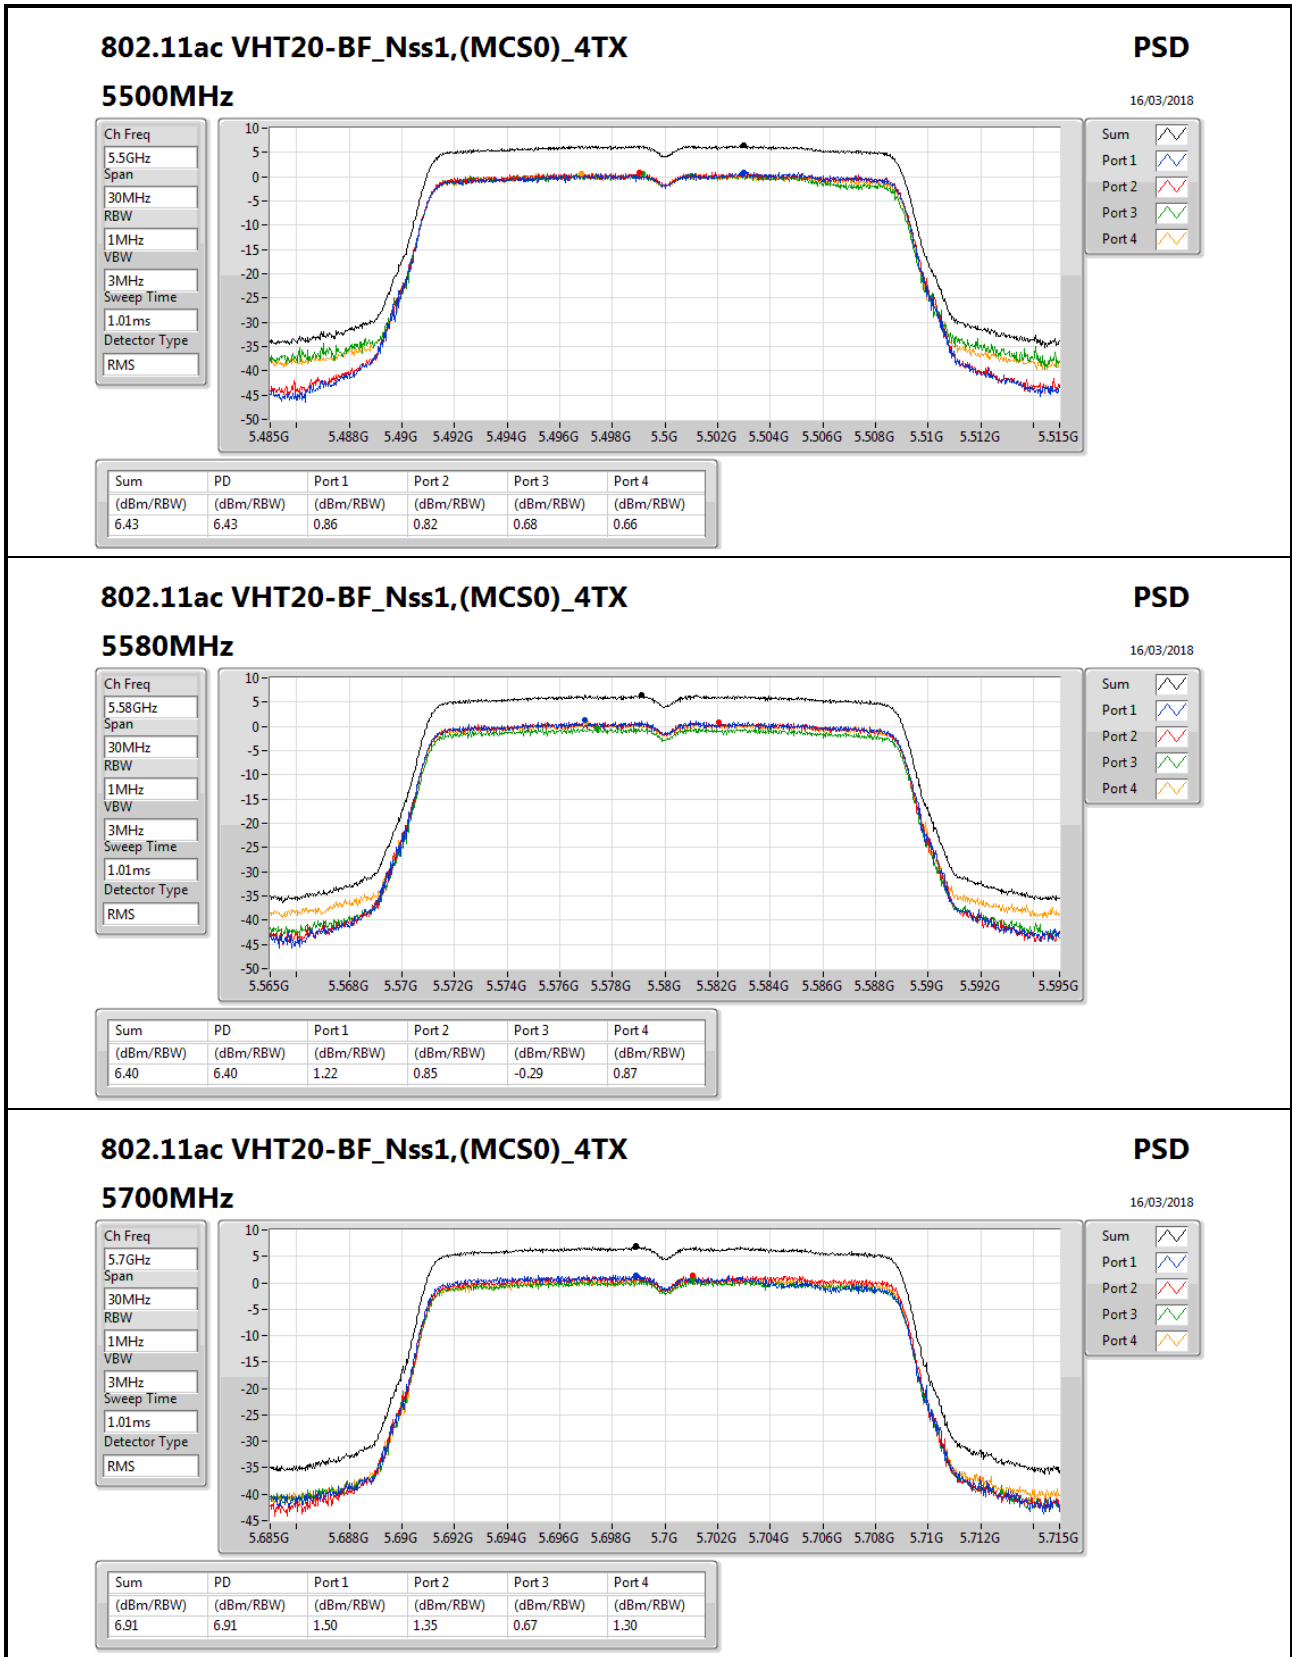 802.11ac VHT20-BF_Nss1,(MCS0)_4TX PSD
5500MHz 16/03/2018
Ch Freq
5.5GHz
Span
30MHz
RBW
1MHz
VBW
3MHz
Sweep Time
1.01ms
Detector Type
RMS
10
5
0
-5
-10
-15
-20
-25
-30
-35
-40
-45
-50
5.485G 5.488G 5.49G 5.492G 5.494G 5.496G 5.498G 5.5G 5.502G 5.504G 5.506G 5.508G 5.51G 5.512G 5.515G
Sum
Port 1
Port 2
Port 3
Port 4
Sum PD Port 1 Port 2 Port 3 Port 4
(dBm/RBW) (dBm/RBW) (dBm/RBW) (dBm/RBW) (dBm/RBW) (dBm/RBW)
6.43 6.43 0.86 0.82 0.68 0.66
802.11ac VHT20-BF_Nss1,(MCS0)_4TX PSD
5580MHz 16/03/2018
Ch Freq
5.58GHz
Span
30MHz
RBW
1MHz
VBW
3MHz
Sweep Time
1.01ms
Detector Type
RMS
10
5
0
-5
-10
-15
-20
-25
-30
-35
-40
-45
-50
5.565G 5.568G 5.57G 5.572G 5.574G 5.576G 5.578G 5.58G 5.582G 5.584G 5.586G 5.588G 5.59G 5.592G 5.595G
Sum
Port 1
Port 2
Port 3
Port 4
Sum PD Port 1 Port 2 Port 3 Port 4
(dBm/RBW) (dBm/RBW) (dBm/RBW) (dBm/RBW) (dBm/RBW) (dBm/RBW)
6.40 6.40 1.22 0.85 -0.29 0.87
802.11ac VHT20-BF_Nss1,(MCS0)_4TX PSD
5700MHz 16/03/2018
Ch Freq
5.7GHz
Span
30MHz
RBW
1MHz
VBW
3MHz
Sweep Time
1.01ms
Detector Type
RMS
10
5
0
-5
-10
-15
-20
-25
-30
-35
-40
-45
5.685G 5.688G 5.69G 5.692G 5.694G 5.696G 5.698G 5.7G 5.702G 5.704G 5.706G 5.708G 5.71G 5.712G 5.715G
Sum
Port 1
Port 2
Port 3
Port 4
Sum PD Port 1 Port 2 Port 3 Port 4
(dBm/RBW) (dBm/RBW) (dBm/RBW) (dBm/RBW) (dBm/RBW) (dBm/RBW)
6.91 6.91 1.50 1.35 0.67 1.30